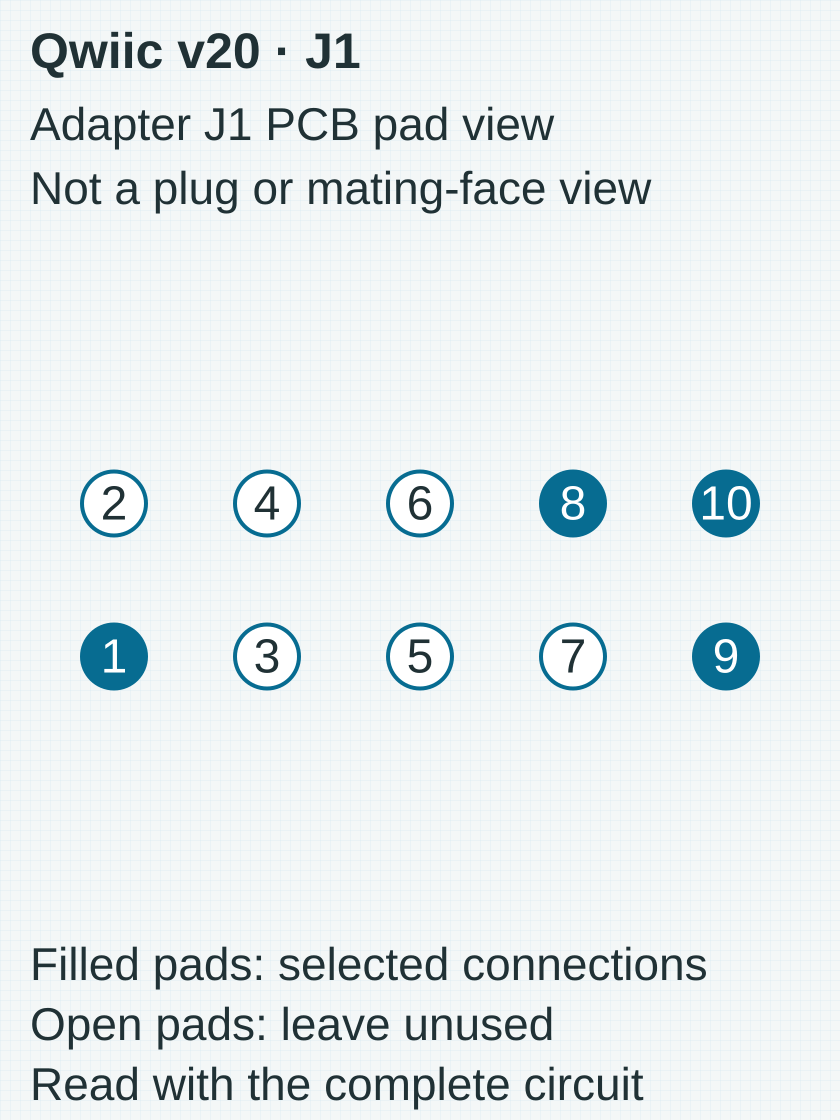 Qwiic v20 · J1
Adapter J1 PCB pad view
Not a plug or mating-face view
2 4 6 8 10
1 3 5 7 9
Filled pads: selected connections
Open pads: leave unused
Read with the complete circuit